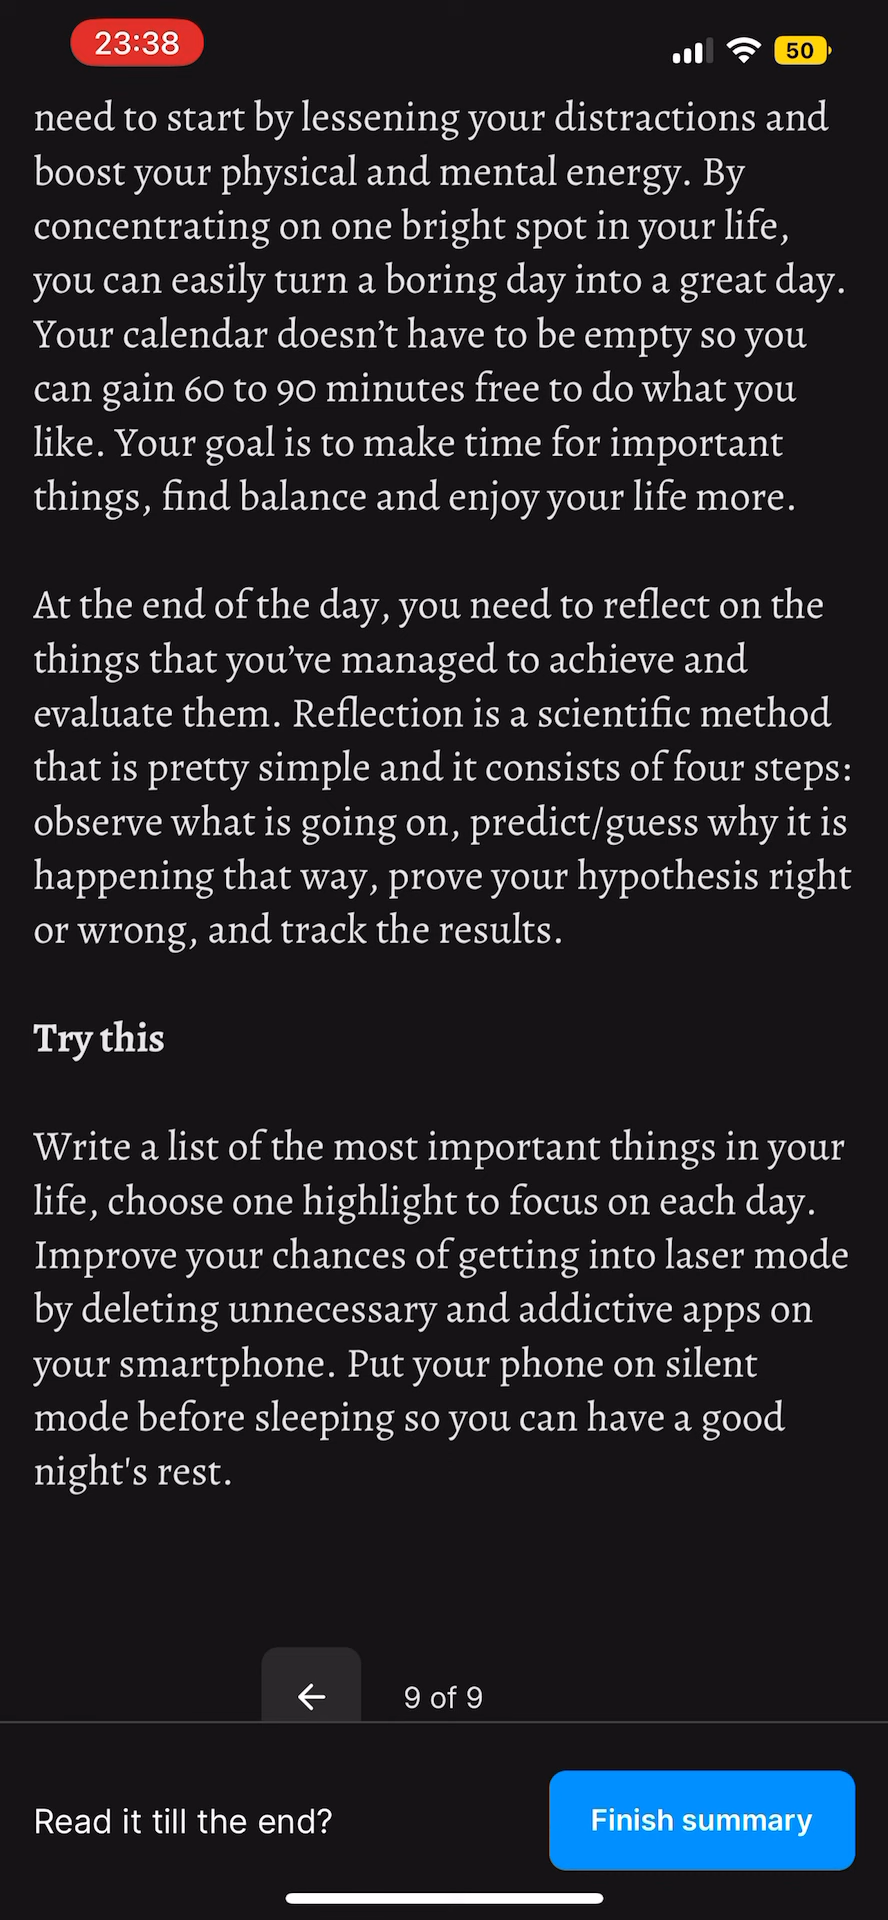 23:38
50
need to start by lessening your distractions and
boost your physical and mental energy. By
concentrating on one bright spot in your life,
you can easily turn a boring day into a great day.
Your calendar doesn’t have to be empty so you
can gain 60 to 90 minutes free to do what you
like. Your goal is to make time for important
things, find balance and enjoy your life more.
At the end of the day, you need to reflect on the
things that you’ve managed to achieve and
evaluate them. Reflection is a scientific method
that is pretty simple and it consists of four steps:
observe what is going on, predict/guess why it is
happening that way, prove your hypothesis right
or wrong, and track the results.
Try this
Write a list of the most important things in your
life, choose one highlight to focus on each day.
Improve your chances of getting into laser mode
by deleting unnecessary and addictive apps on
your smartphone. Put your phone on silent
mode before sleeping so you can have a good
night's rest.
9 of 9
Read it till the end?
Finish summary